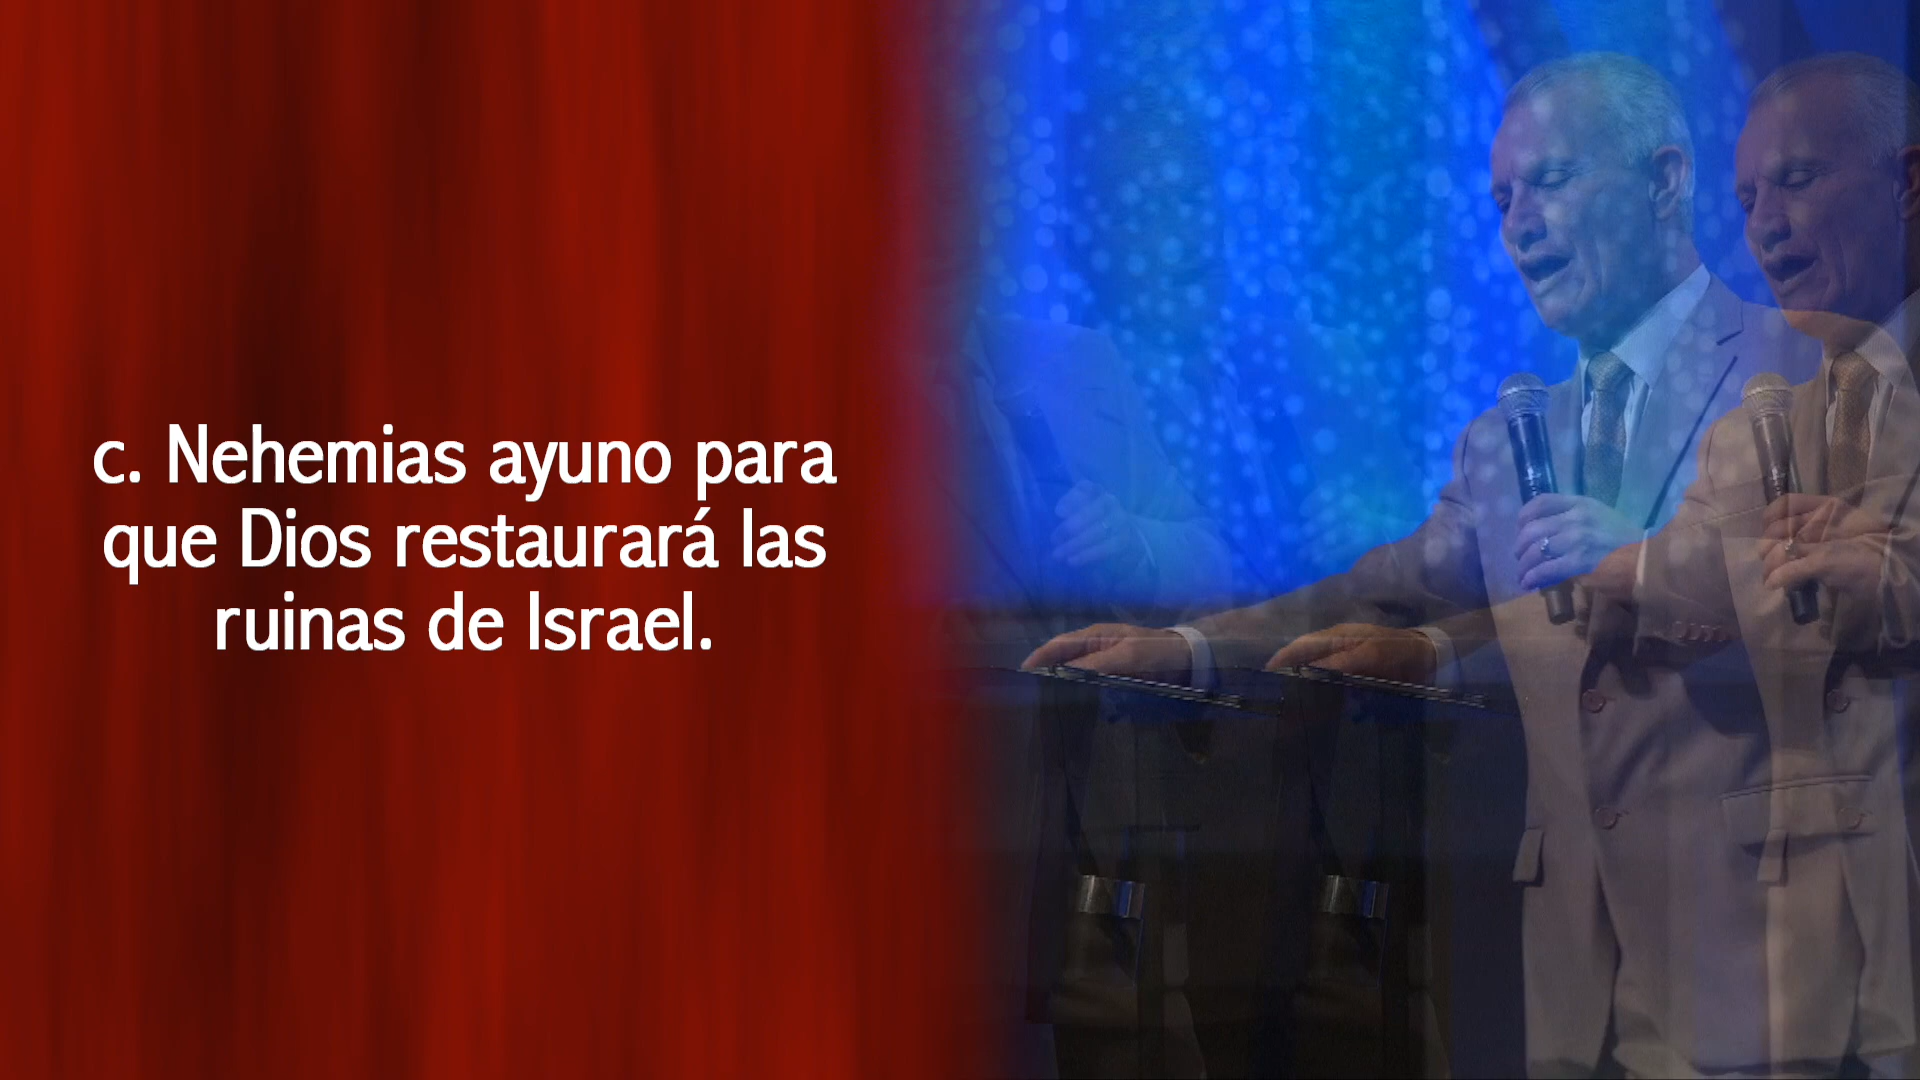 c. Nehemias ayuno para
que Dios restaurará las
ruinas de Israel.